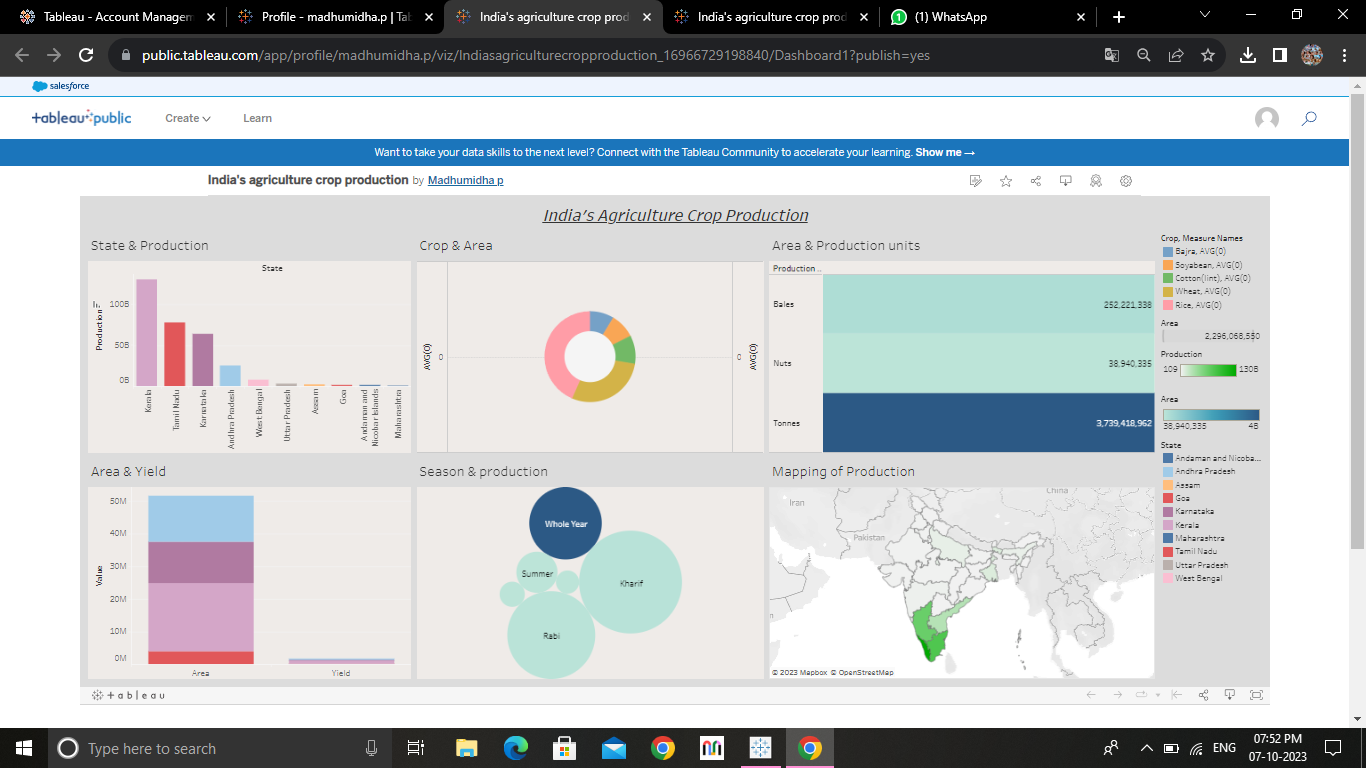 Tableau - Account Managem
Profile - madhumidha.p | Tab
India's agriculture crop prod
India's agriculture crop prod
(1) WhatsApp
public.tableau.com/app/profile/madhumidha.p/viz/Indiasagriculturecropproduction_16966729198840/Dashboard1?publish=yes
salesforce
tableau public
Create
Learn
Want to take your data skills to the next level? Connect with the Tableau Community to accelerate your learning. Show me →
India's agriculture crop production by Madhumidha p
India's Agriculture Crop Production
State & Production
State
Production
100B
50B
0B
Kerala
Tamil Nadu
Karnataka
Andhra Pradesh
West Bengal
Uttar Pradesh
Assam
Goa
Andaman and
Nicobar Islands
Maharashtra
Crop & Area
AVG(0)
0
0
AVG(0)
Area & Production units
Production ..
Bales
252,221,338
Nuts
38,940,335
Tonnes
3,739,418,962
Crop, Measure Names
Bajra, AVG(0)
Soyabean, AVG(0)
Cotton(lint), AVG(0)
Wheat, AVG(0)
Rice, AVG(0)
Area
2,296,068,550
Production
109
130B
Area
38,940,335
4B
State
Andaman and Nicoba...
Andhra Pradesh
Assam
Goa
Karnataka
Kerala
Maharashtra
Tamil Nadu
Uttar Pradesh
West Bengal
Area & Yield
Value
50M
40M
30M
20M
10M
0M
Area
Yield
Season & production
Whole Year
Summer
Kharif
Rabi
Mapping of Production
Iran
Pakistan
China
© 2023 Mapbox © OpenStreetMap
+ a b l e a u
Type here to search
ENG
07:52 PM
07-10-2023